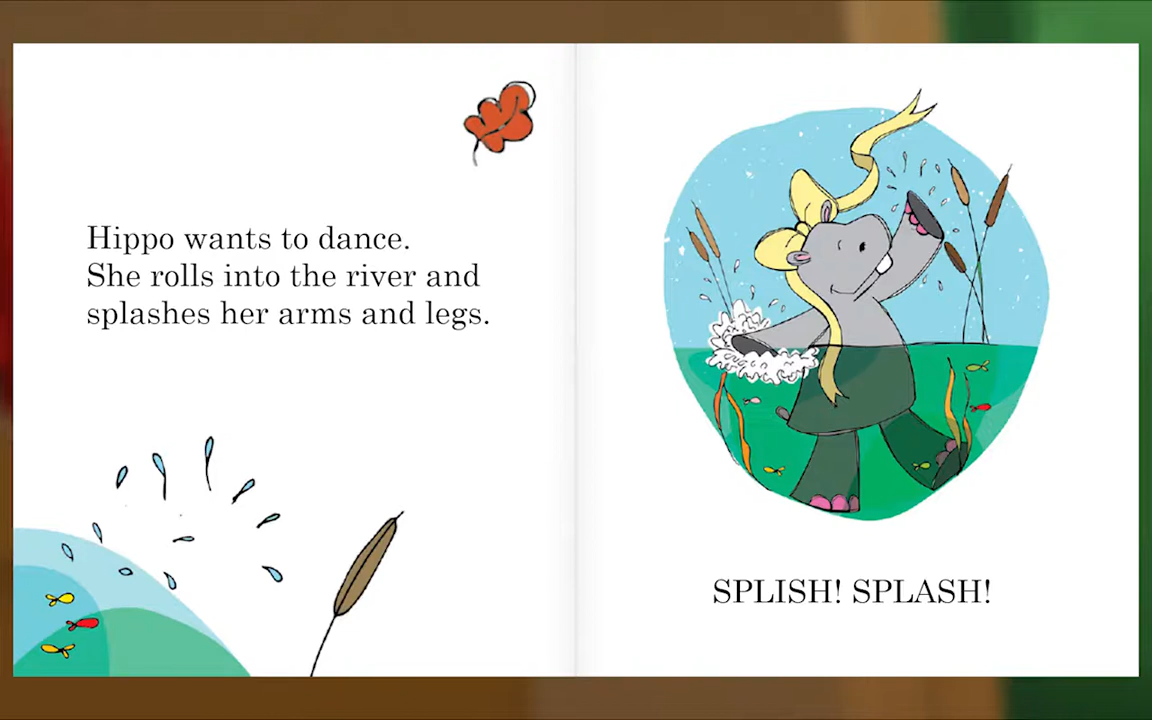 Hippo wants to dance.
She rolls into the river and
splashes her arms and legs.
SPLISH! SPLASH!